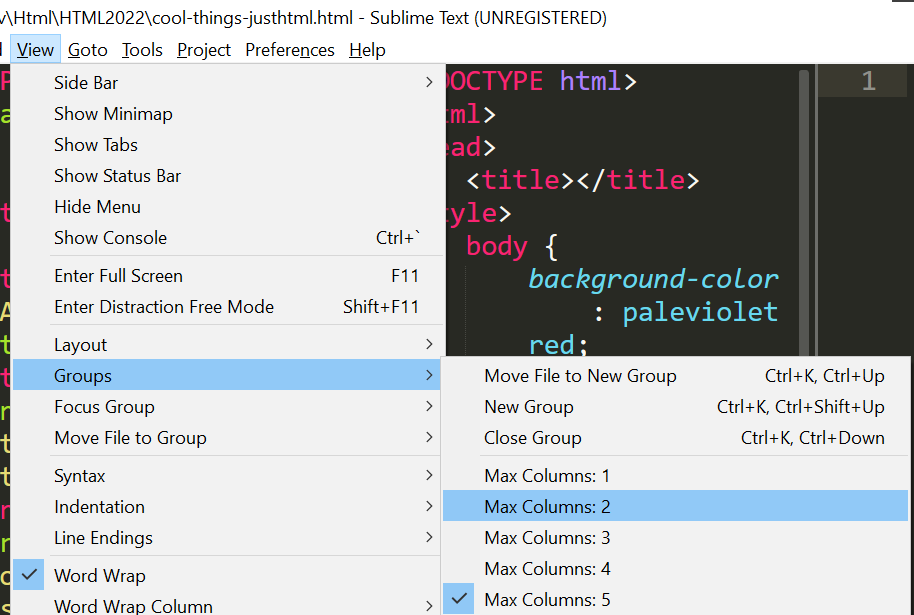 \Html\HTML2022\cool-things-justhtml.html - Sublime Text (UNREGISTERED)
View Goto Tools Project Preferences Help
Side Bar
Show Minimap
Show Tabs
Show Status Bar
Hide Menu
Show Console Ctrl+`
Enter Full Screen F11
Enter Distraction Free Mode Shift+F11
Layout
Groups
Focus Group
Move File to Group
Syntax
Indentation
Line Endings
Word Wrap
Word Wrap Column
OCTYPE html>
ml>
ead>
<title></title>
yle>
body {
background-color
: paleviolet
red;
1
Move File to New Group Ctrl+K, Ctrl+Up
New Group Ctrl+K, Ctrl+Shift+Up
Close Group Ctrl+K, Ctrl+Down
Max Columns: 1
Max Columns: 2
Max Columns: 3
Max Columns: 4
Max Columns: 5